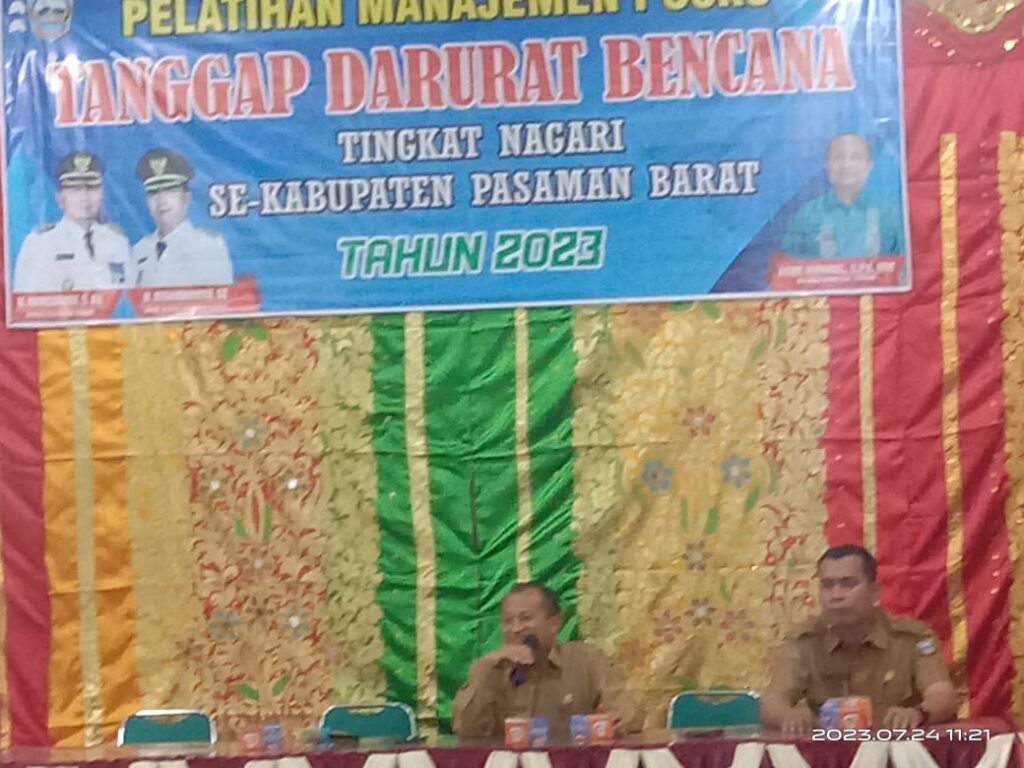 PELATIHAN MANAJEMEN POSKO
TANGGAP DARURAT BENCANA
TINGKAT NAGARI
SE-KABUPATEN PASAMAN BARAT
TAHUN 2023
2023.07.24 11:21